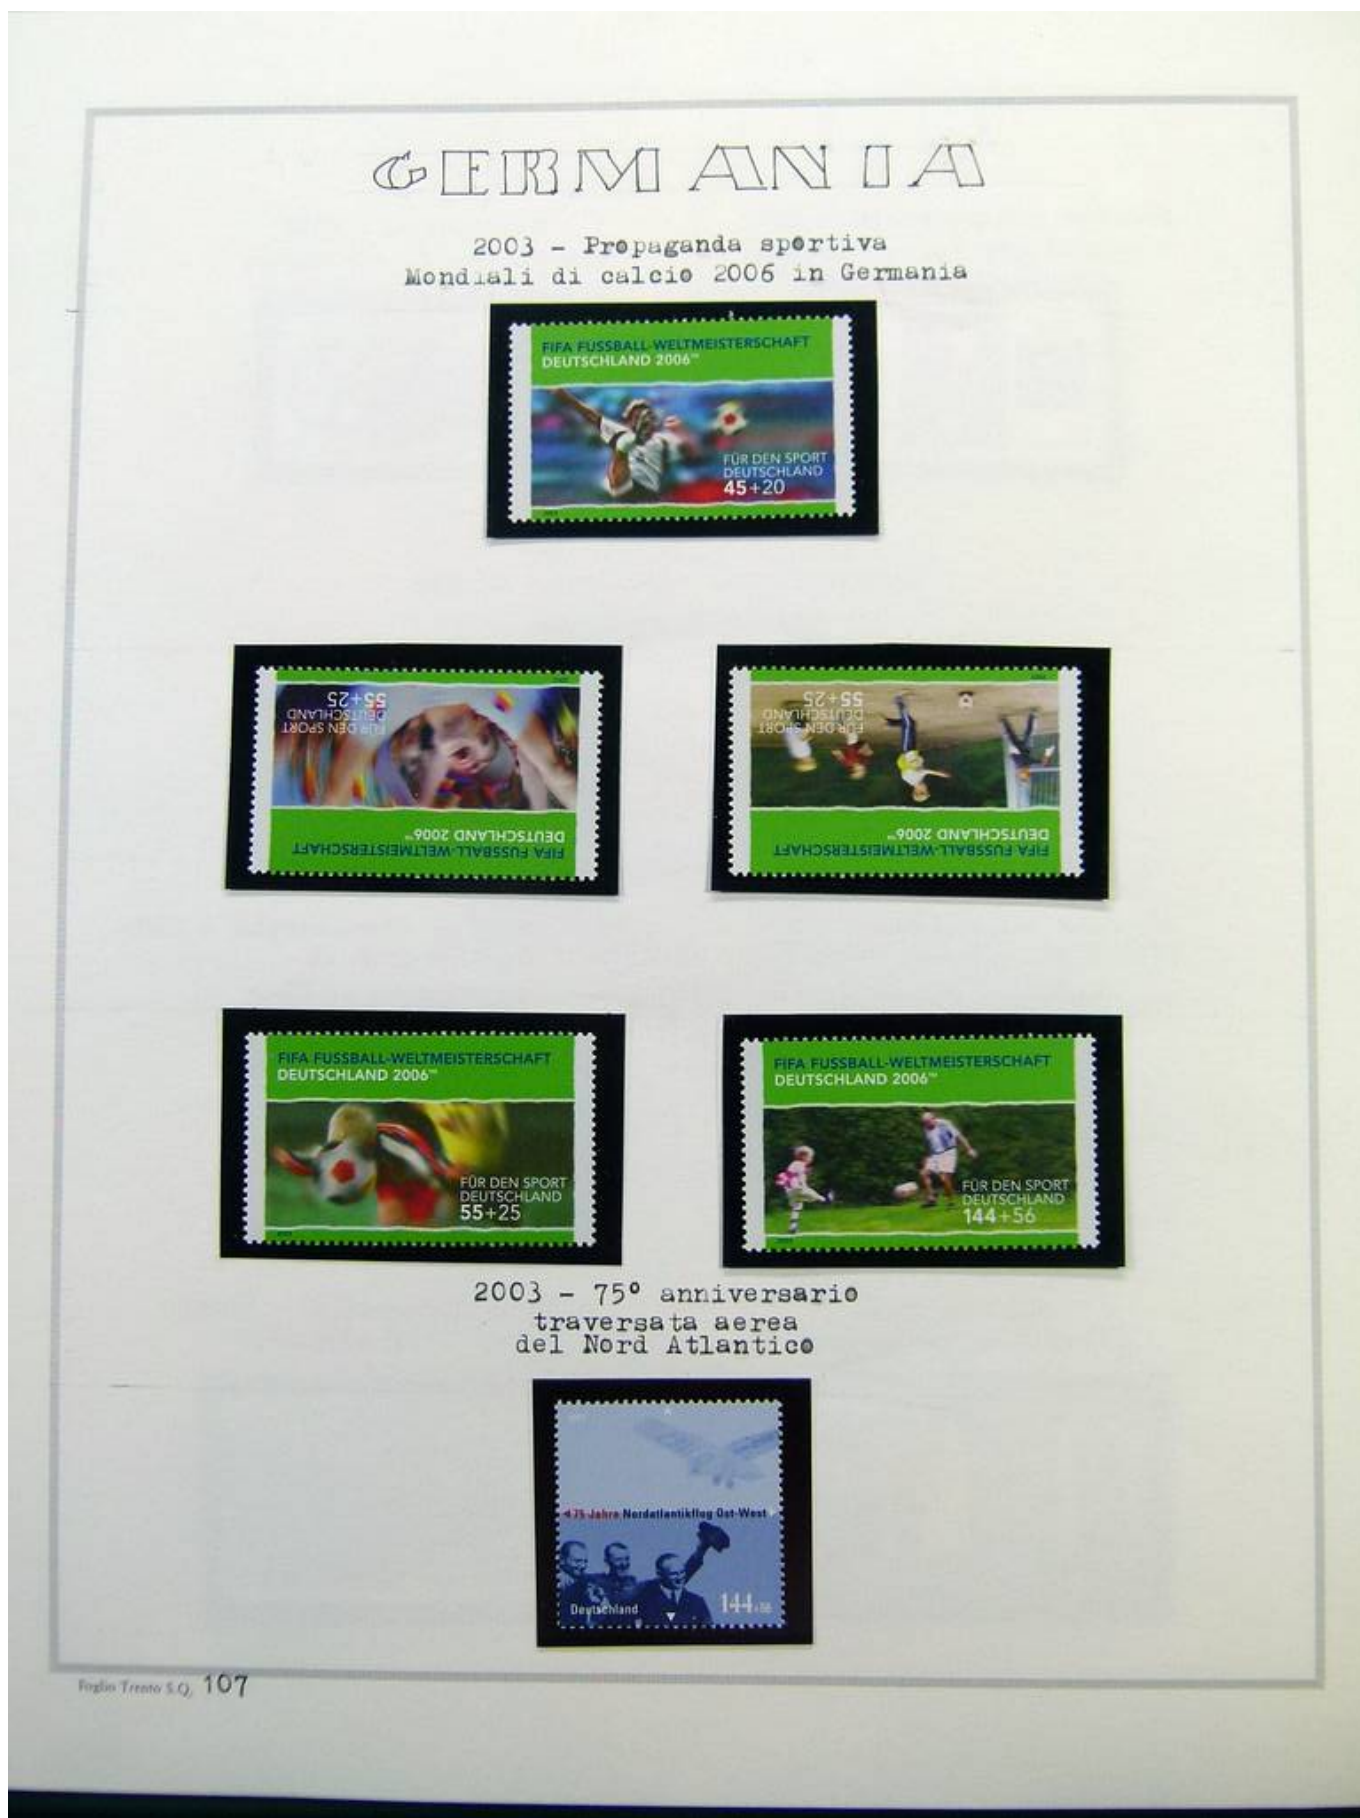 GERMANIA
2003 - Propaganda sportiva
Mondiali di calcio 2006 in Germania
FIFA FUSSBALL-WELTMEISTERSCHAFT
DEUTSCHLAND 2006™
FÜR DEN SPORT
DEUTSCHLAND
45+20
2003
FIFA FUSSBALL-WELTMEISTERSCHAFT
DEUTSCHLAND 2006™
FÜR DEN SPORT
DEUTSCHLAND
55+25
FIFA FUSSBALL-WELTMEISTERSCHAFT
DEUTSCHLAND 2006™
FÜR DEN SPORT
DEUTSCHLAND
55+25
FIFA FUSSBALL-WELTMEISTERSCHAFT
DEUTSCHLAND 2006™
FÜR DEN SPORT
DEUTSCHLAND
55+25
FIFA FUSSBALL-WELTMEISTERSCHAFT
DEUTSCHLAND 2006™
FÜR DEN SPORT
DEUTSCHLAND
144+56
2003 - 75° anniversario
traversata aerea
del Nord Atlantico
75 Jahre Nordatlantikflug Ost-West
Deutschland 144+56
Foglio Trento S.Q. 107